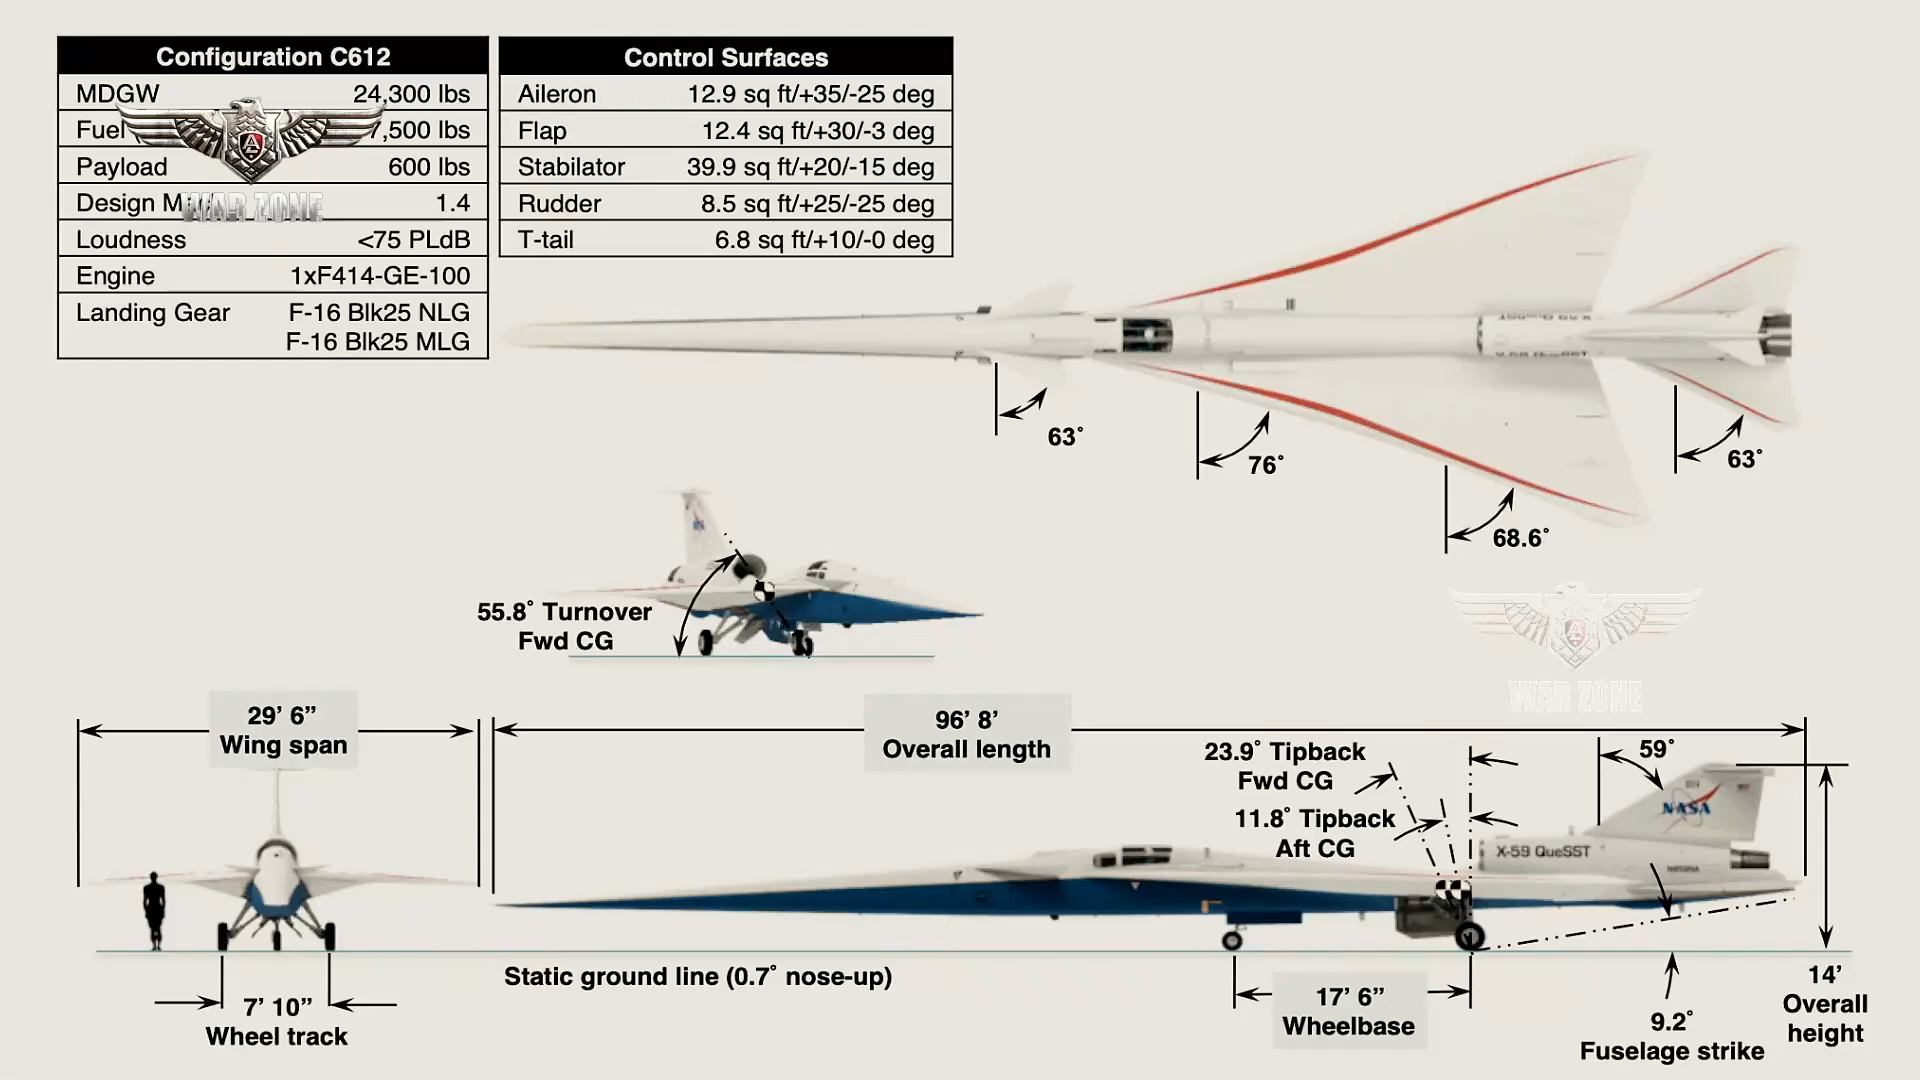 Configuration C612
MDGW 24,300 lbs
Fuel 7,500 lbs
Payload 600 lbs
Design 1.4
Loudness <75 PLdB
Engine 1xF414-GE-100
Landing Gear F-16 Blk25 NLG
F-16 Blk25 MLG
WAR ZONE
Control Surfaces
Aileron 12.9 sq ft/+35/-25 deg
Flap 12.4 sq ft/+30/-3 deg
Stabilator 39.9 sq ft/+20/-15 deg
Rudder 8.5 sq ft/+25/-25 deg
T-tail 6.8 sq ft/+10/-0 deg
X-59 QueSST
63°
76°
63°
68.6°
55.8° Turnover
Fwd CG
WAR ZONE
29’ 6”
Wing span
96’ 8’
Overall length
23.9° Tipback
Fwd CG
11.8° Tipback
Aft CG
59°
NASA
X-59 QueSST
Static ground line (0.7° nose-up)
7’ 10”
Wheel track
17’ 6”
Wheelbase
9.2°
Fuselage strike
14’
Overall
height